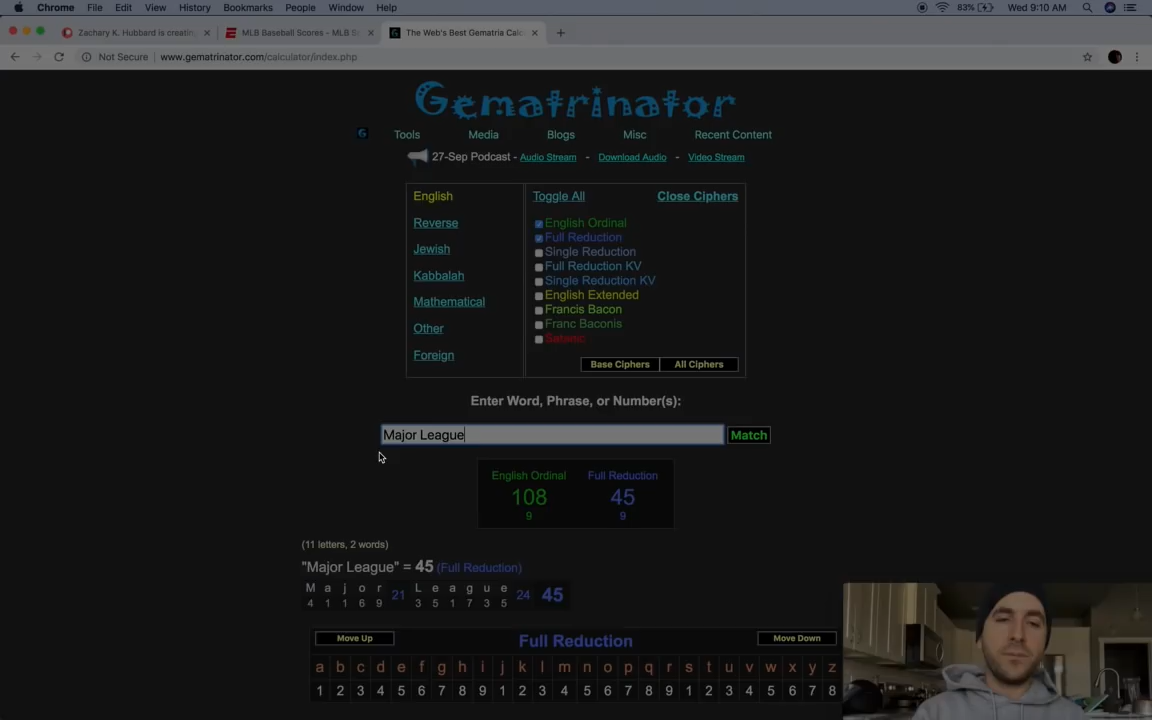 Chrome File Edit View History Bookmarks People Window Help 83% Wed 9:10 AM
Zachary K. Hubbard is creating MLB Baseball Scores - MLB S The Web's Best Gematria Calc
Not Secure www.gematrinator.com/calculator/index.php
Gematrinator
G Tools Media Blogs Misc Recent Content
27-Sep Podcast - Audio Stream - Download Audio - Video Stream
English Toggle All Close Ciphers
Reverse English Ordinal
Full Reduction
Jewish Single Reduction
Full Reduction KV
Kabbalah Single Reduction KV
Mathematical English Extended
Francis Bacon
Other Franc Baconis
Satanic
Foreign Base Ciphers All Ciphers
Enter Word, Phrase, or Number(s):
Major League Match
English Ordinal Full Reduction
108 45
9 9
(11 letters, 2 words)
"Major League" = 45 (Full Reduction)
M a j o r 21 L e a g u e 24 45
4 1 1 6 9 3 5 1 7 3 5
Move Up Full Reduction Move Down
a b c d e f g h i j k l m n o p q r s t u v w x y z
1 2 3 4 5 6 7 8 9 1 2 3 4 5 6 7 8 9 1 2 3 4 5 6 7 8